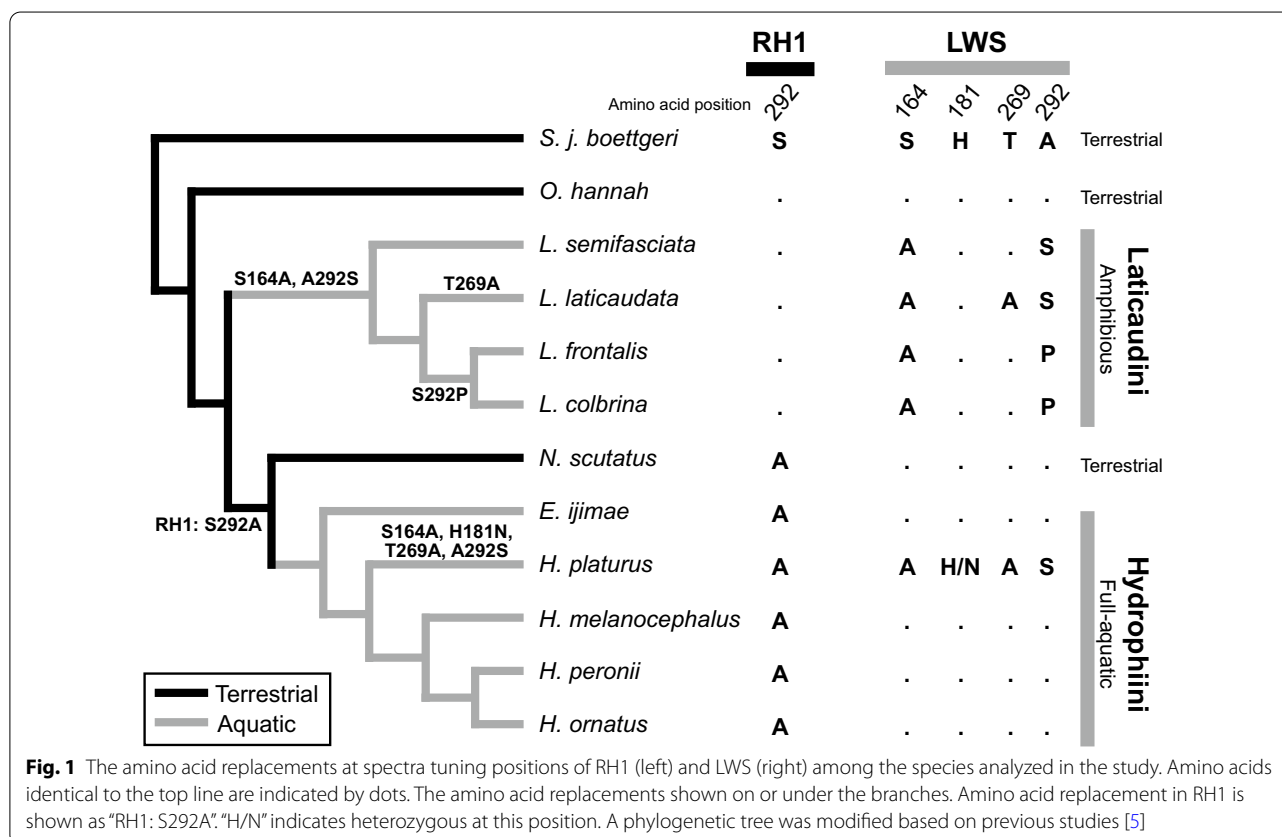 RH1 LWS
Amino acid position 292 164 181 269 292
S. j. boettgeri S S H T A Terrestrial
O. hannah . . . . . Terrestrial
L. semifasciata . A . . S
S164A, A292S
T269A
L. laticaudata . A . A S
L. frontalis . A . . P
S292P
L. colbrina . A . . P
Laticaudini
Amphibious
N. scutatus A . . . . Terrestrial
RH1: S292A
E. ijimae A . . . .
S164A, H181N,
T269A, A292S
H. platurus A A H/N A S
H. melanocephalus A . . . .
H. peronii A . . . .
H. ornatus A . . . .
Hydrophiini
Full-aquatic
Terrestrial
Aquatic
Fig. 1 The amino acid replacements at spectra tuning positions of RH1 (left) and LWS (right) among the species analyzed in the study. Amino acids
identical to the top line are indicated by dots. The amino acid replacements shown on or under the branches. Amino acid replacement in RH1 is
shown as “RH1: S292A”. “H/N” indicates heterozygous at this position. A phylogenetic tree was modified based on previous studies [5]